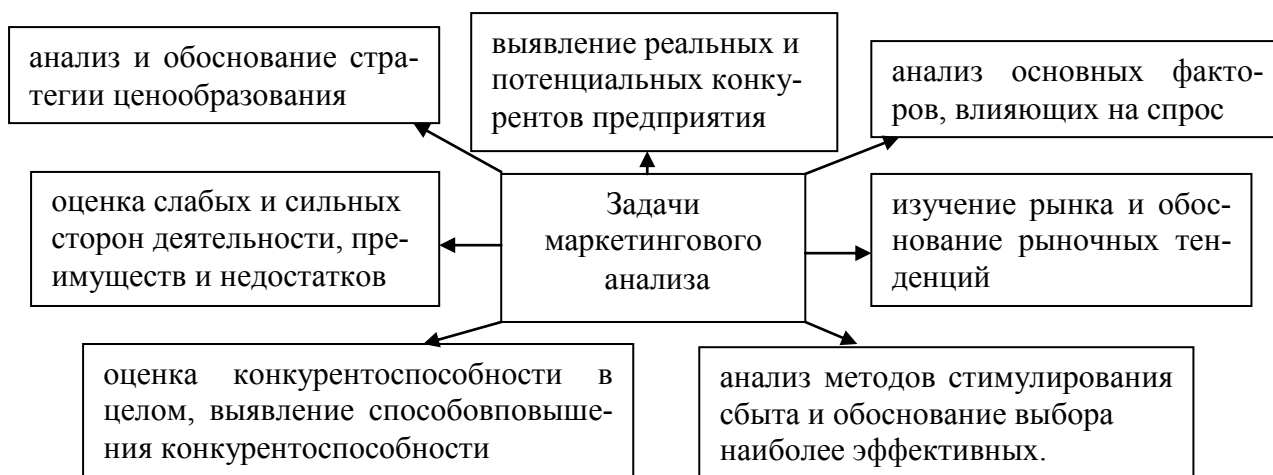 анализ и обоснование стра-
тегии ценообразования
выявление реальных и
потенциальных конку-
рентов предприятия
анализ основных факто-
ров, влияющих на спрос
оценка слабых и сильных
сторон деятельности, пре-
имуществ и недостатков
Задачи
маркетингового
анализа
изучение рынка и обос-
нование рыночных тен-
денций
оценка конкурентоспособности в
целом, выявление способовповыше-
ния конкурентоспособности
анализ методов стимулирования
сбыта и обоснование выбора
наиболее эффективных.